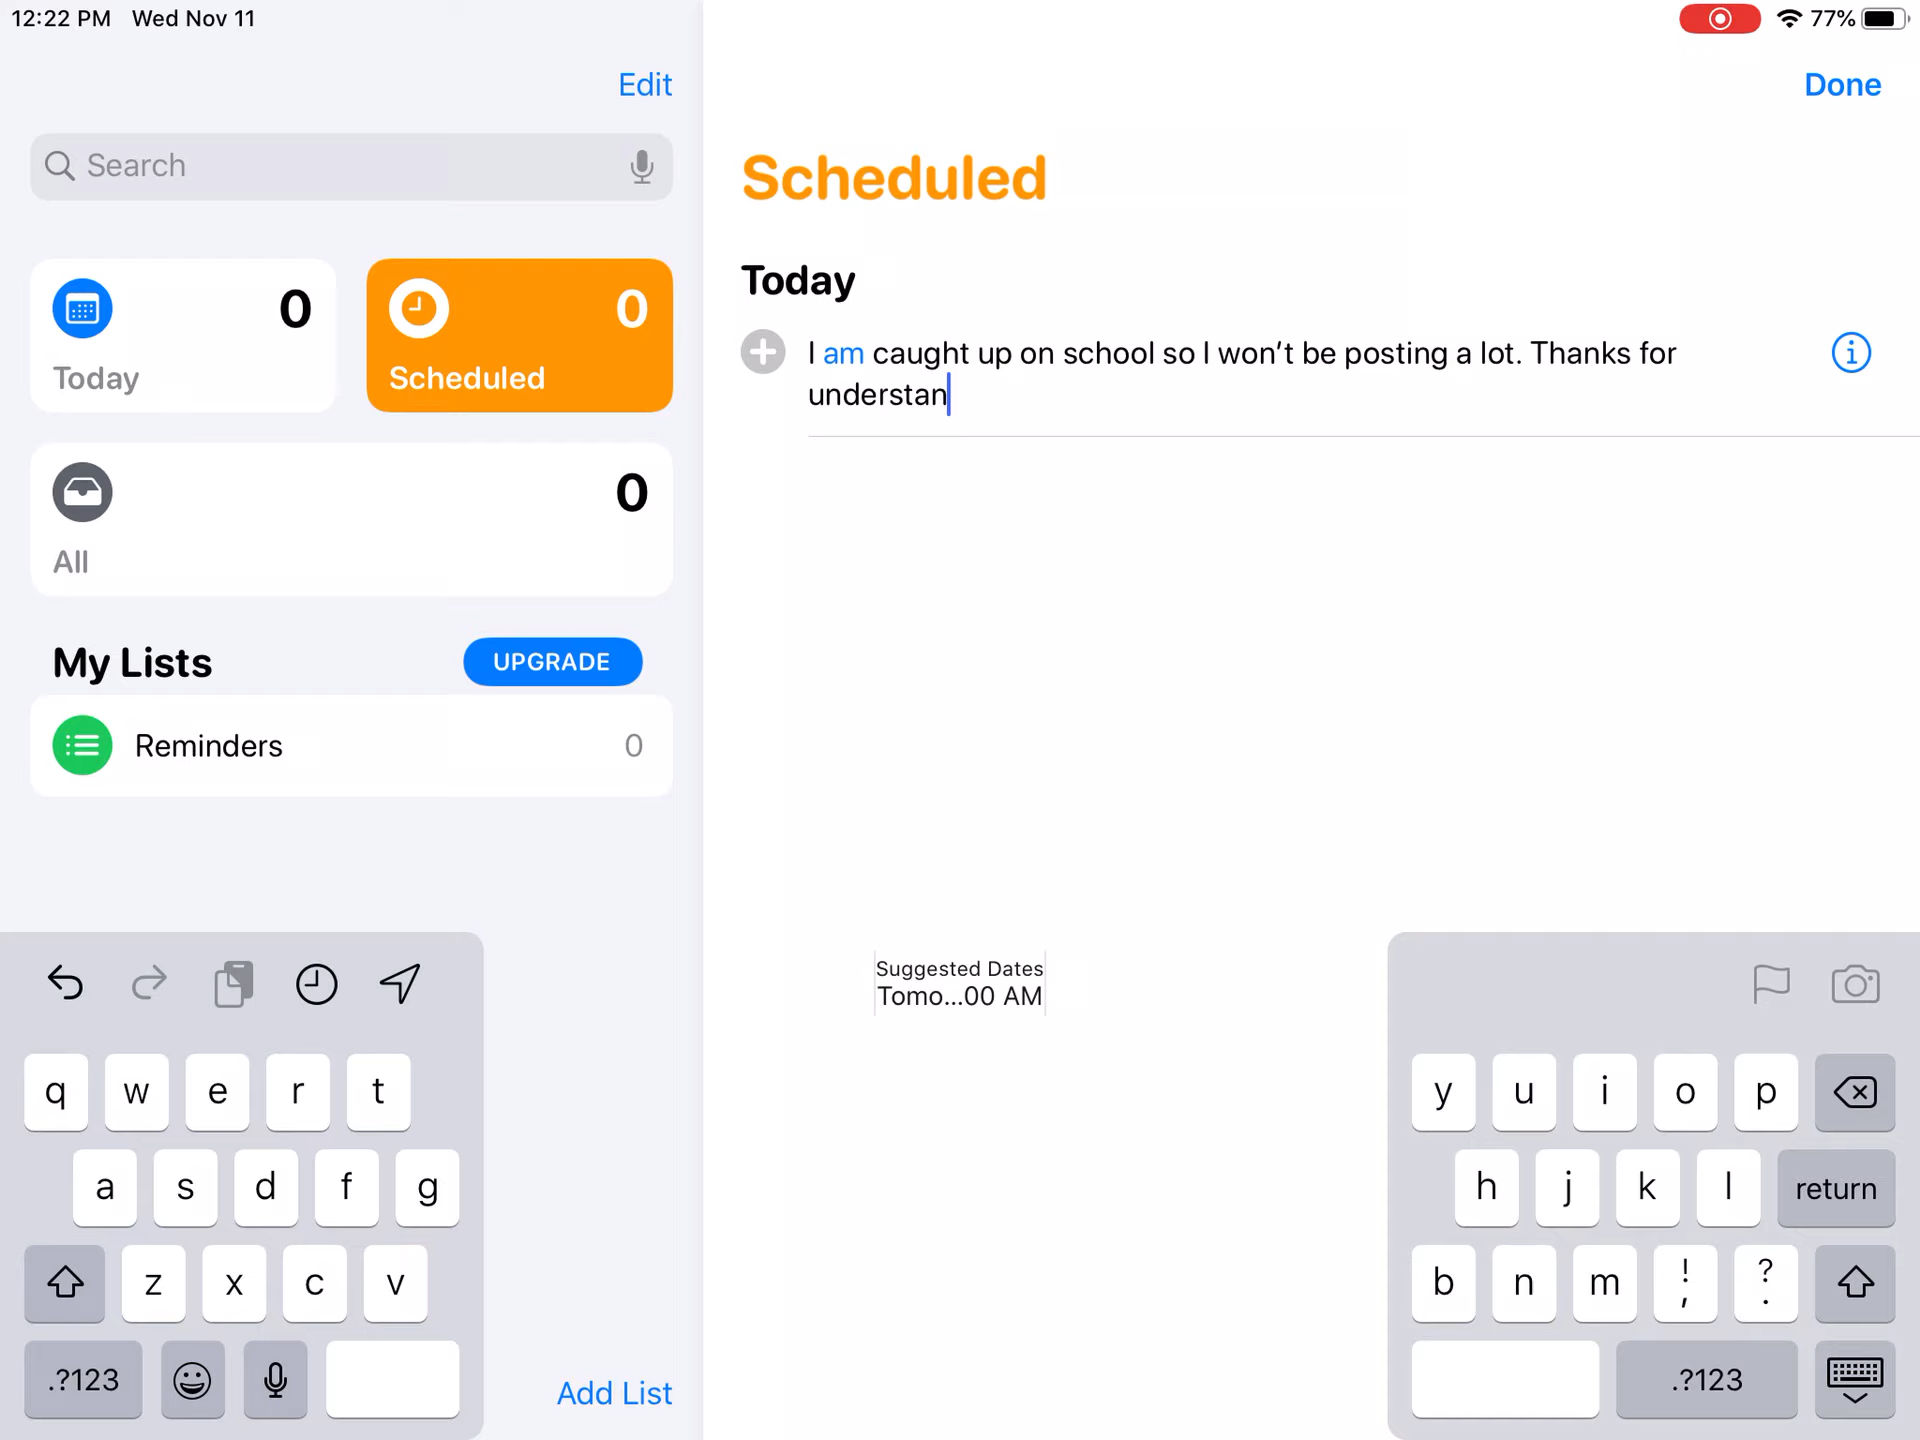 12:22 PM Wed Nov 11
77%
Edit
Search
0
Today
0
Scheduled
0
All
My Lists
UPGRADE
Reminders 0
Add List
Done
Scheduled
Today
I am caught up on school so I won’t be posting a lot. Thanks for
understan
Suggested Dates
Tomo...00 AM
q w e r t
a s d f g
z x c v
.?123
y u i o p
h j k l return
b n m ! , ? .
.?123